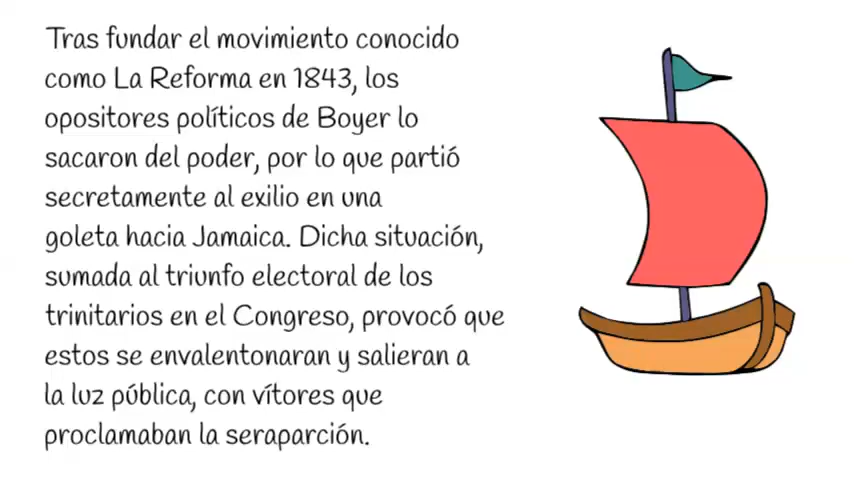 Tras fundar el movimiento conocido
como La Reforma en 1843, los
opositores políticos de Boyer lo
sacaron del poder, por lo que partió
secretamente al exilio en una
goleta hacia Jamaica. Dicha situación,
sumada al triunfo electoral de los
trinitarios en el Congreso, provocó que
estos se envalentonaran y salieran a
la luz pública, con vítores que
proclamaban la seraparción.